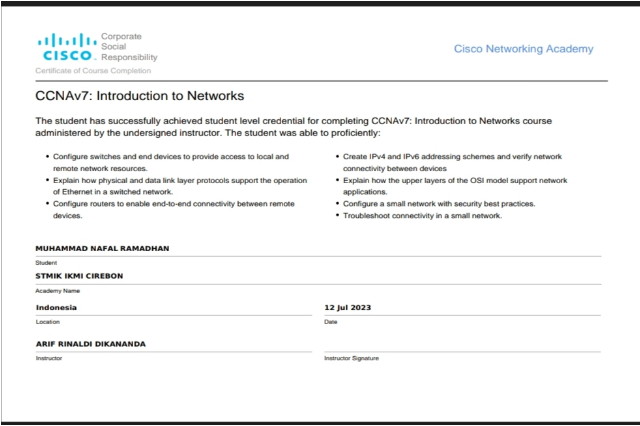 Corporate
Social
CISCO. Responsibility
Cisco Networking Academy
Certificate of Course Completion
CCNAv7: Introduction to Networks
The student has successfully achieved student level credential for completing CCNAv7: Introduction to Networks course
administered by the undersigned instructor. The student was able to proficiently:
• Configure switches and end devices to provide access to local and
remote network resources.
• Explain how physical and data link layer protocols support the operation
of Ethernet in a switched network.
• Configure routers to enable end-to-end connectivity between remote
devices.
• Create IPv4 and IPv6 addressing schemes and verify network
connectivity between devices
• Explain how the upper layers of the OSI model support network
applications.
• Configure a small network with security best practices.
• Troubleshoot connectivity in a small network.
MUHAMMAD NAFAL RAMADHAN
Student
STMIK IKMI CIREBON
Academy Name
Indonesia
Location
12 Jul 2023
Date
ARIF RINALDI DIKANANDA
Instructor
Instructor Signature